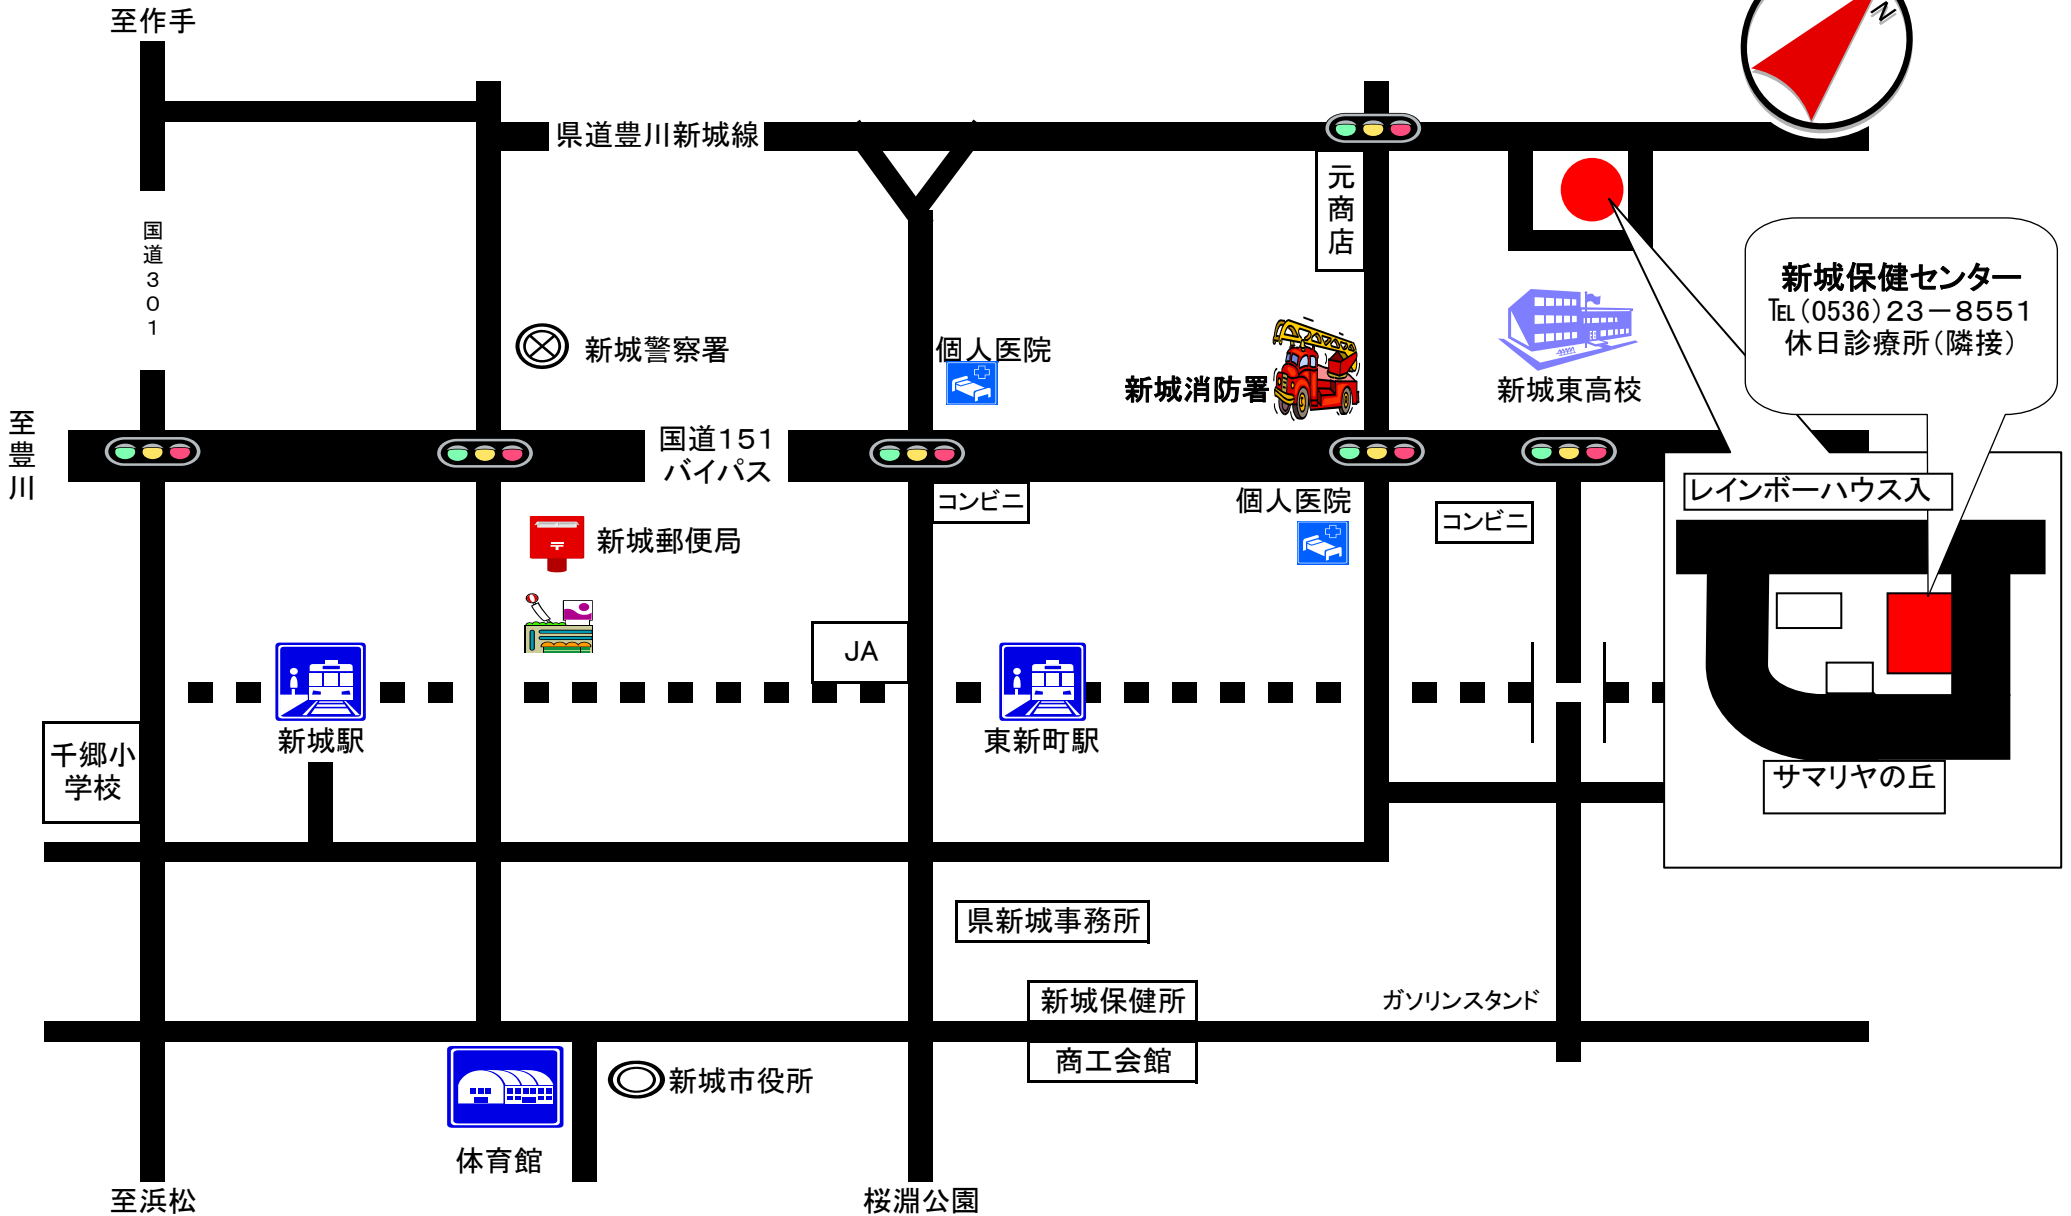 至作手
N
県道豊川新城線
元商店
国道301
新城保健センター
℡(0536)23-8551
休日診療所(隣接)
新城警察署
個人医院
新城消防署
新城東高校
至豊川
国道151
バイパス
レインボーハウス入
コンビニ
個人医院
コンビニ
新城郵便局
JA
新城駅
東新町駅
千郷小
学校
サマリヤの丘
県新城事務所
新城保健所
ガソリンスタンド
商工会館
新城市役所
体育館
至浜松
桜淵公園